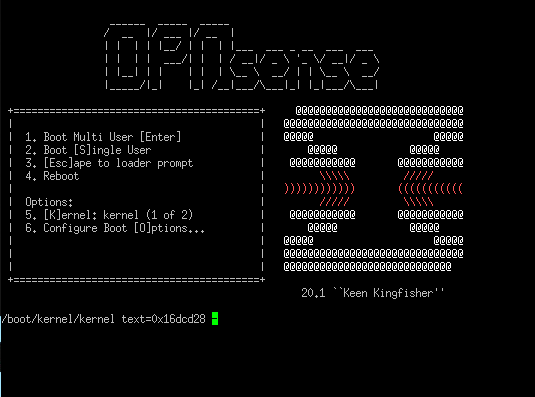 OPNsense
1. Boot Multi User [Enter]
2. Boot [S]ingle User
3. [Esc]ape to loader prompt
4. Reboot
Options:
5. [K]ernel: kernel (1 of 2)
6. Configure Boot [O]ptions...
20.1 ``Keen Kingfisher''
/boot/kernel/kernel text=0x16dcd28